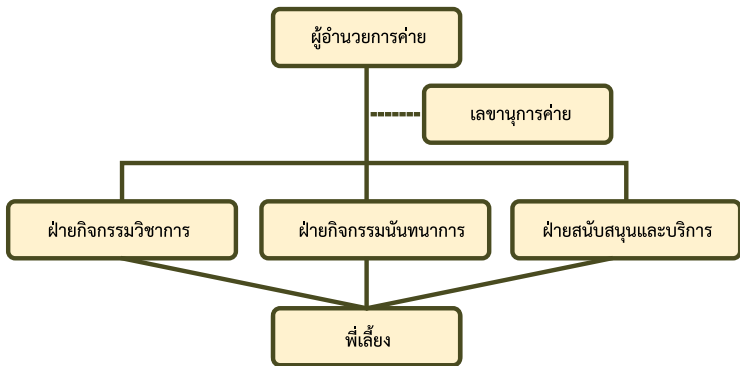 ผู้อำนวยการค่าย
เลขานุการค่าย
ฝ่ายกิจกรรมวิชาการ
ฝ่ายกิจกรรมนันทนาการ
ฝ่ายสนับสนุนและบริการ
พี่เลี้ยง